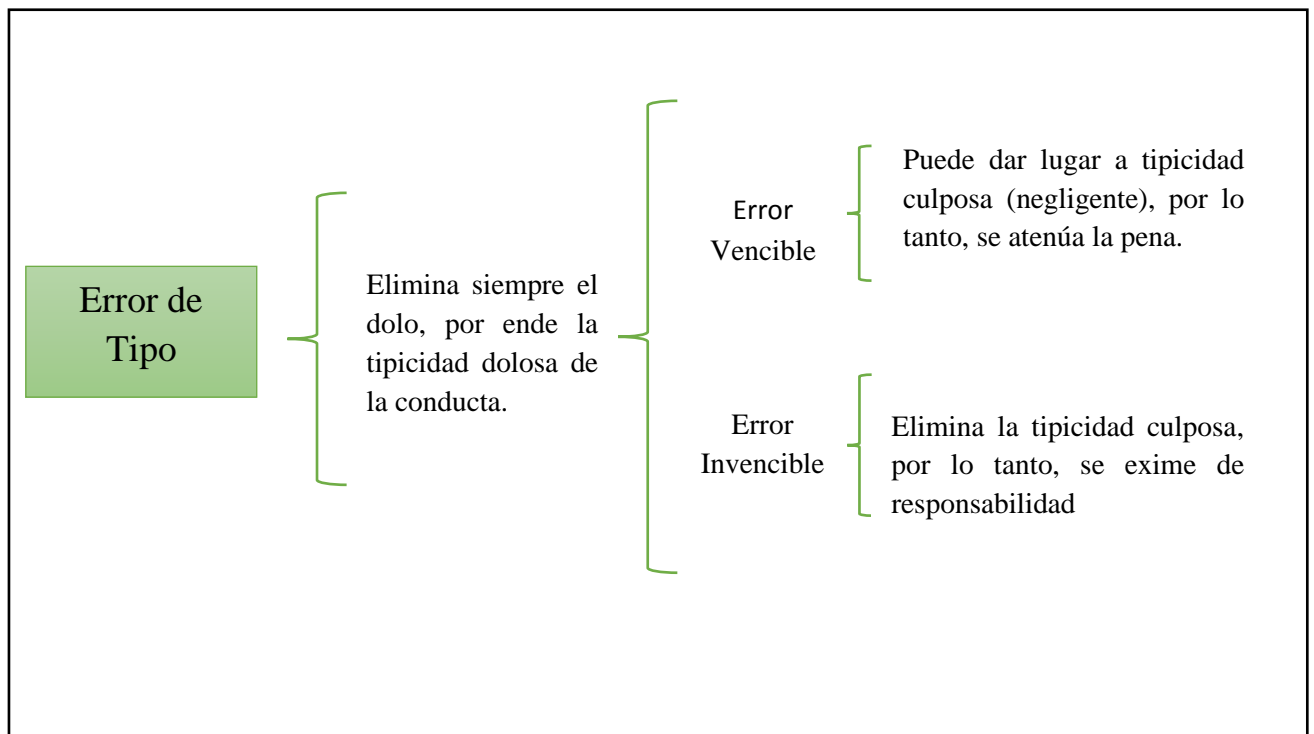 Error de
Tipo
Elimina siempre el
dolo, por ende la
tipicidad dolosa de
la conducta.
Error
Vencible
Puede dar lugar a tipicidad
culposa (negligente), por lo
tanto, se atenúa la pena.
Error
Invencible
Elimina la tipicidad culposa,
por lo tanto, se exime de
responsabilidad